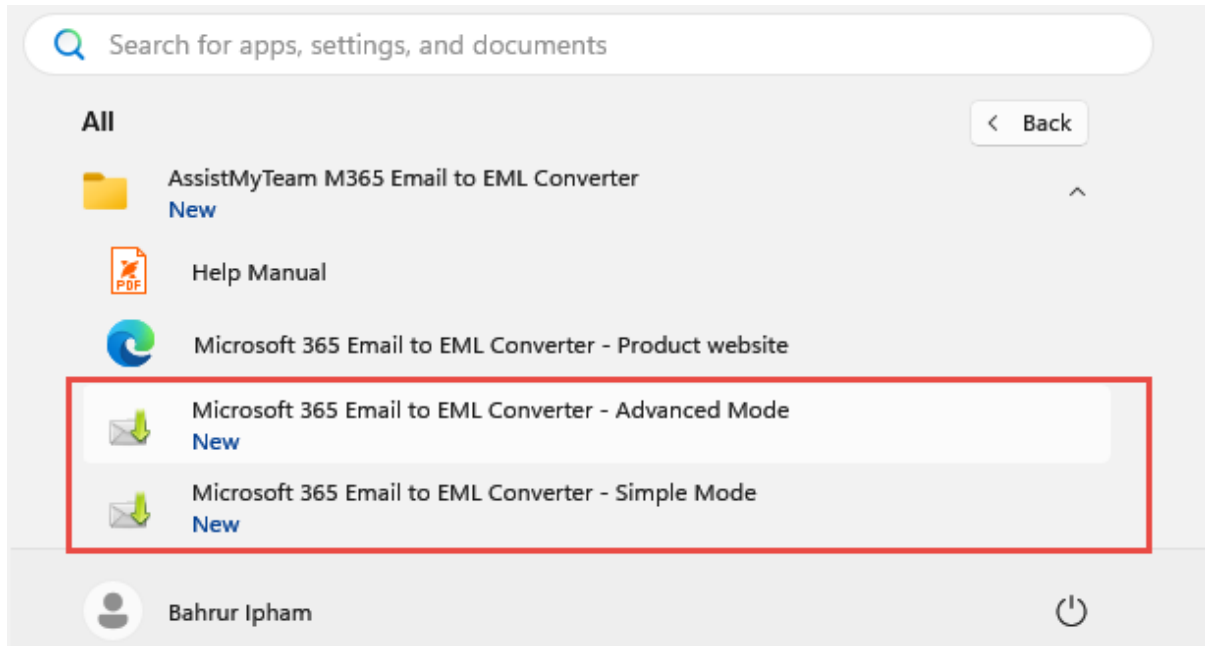 Search for apps, settings, and documents
All
< Back
AssistMyTeam M365 Email to EML Converter
New
PDF
Help Manual
Microsoft 365 Email to EML Converter - Product website
Microsoft 365 Email to EML Converter - Advanced Mode
New
Microsoft 365 Email to EML Converter - Simple Mode
New
Bahrur Ipham